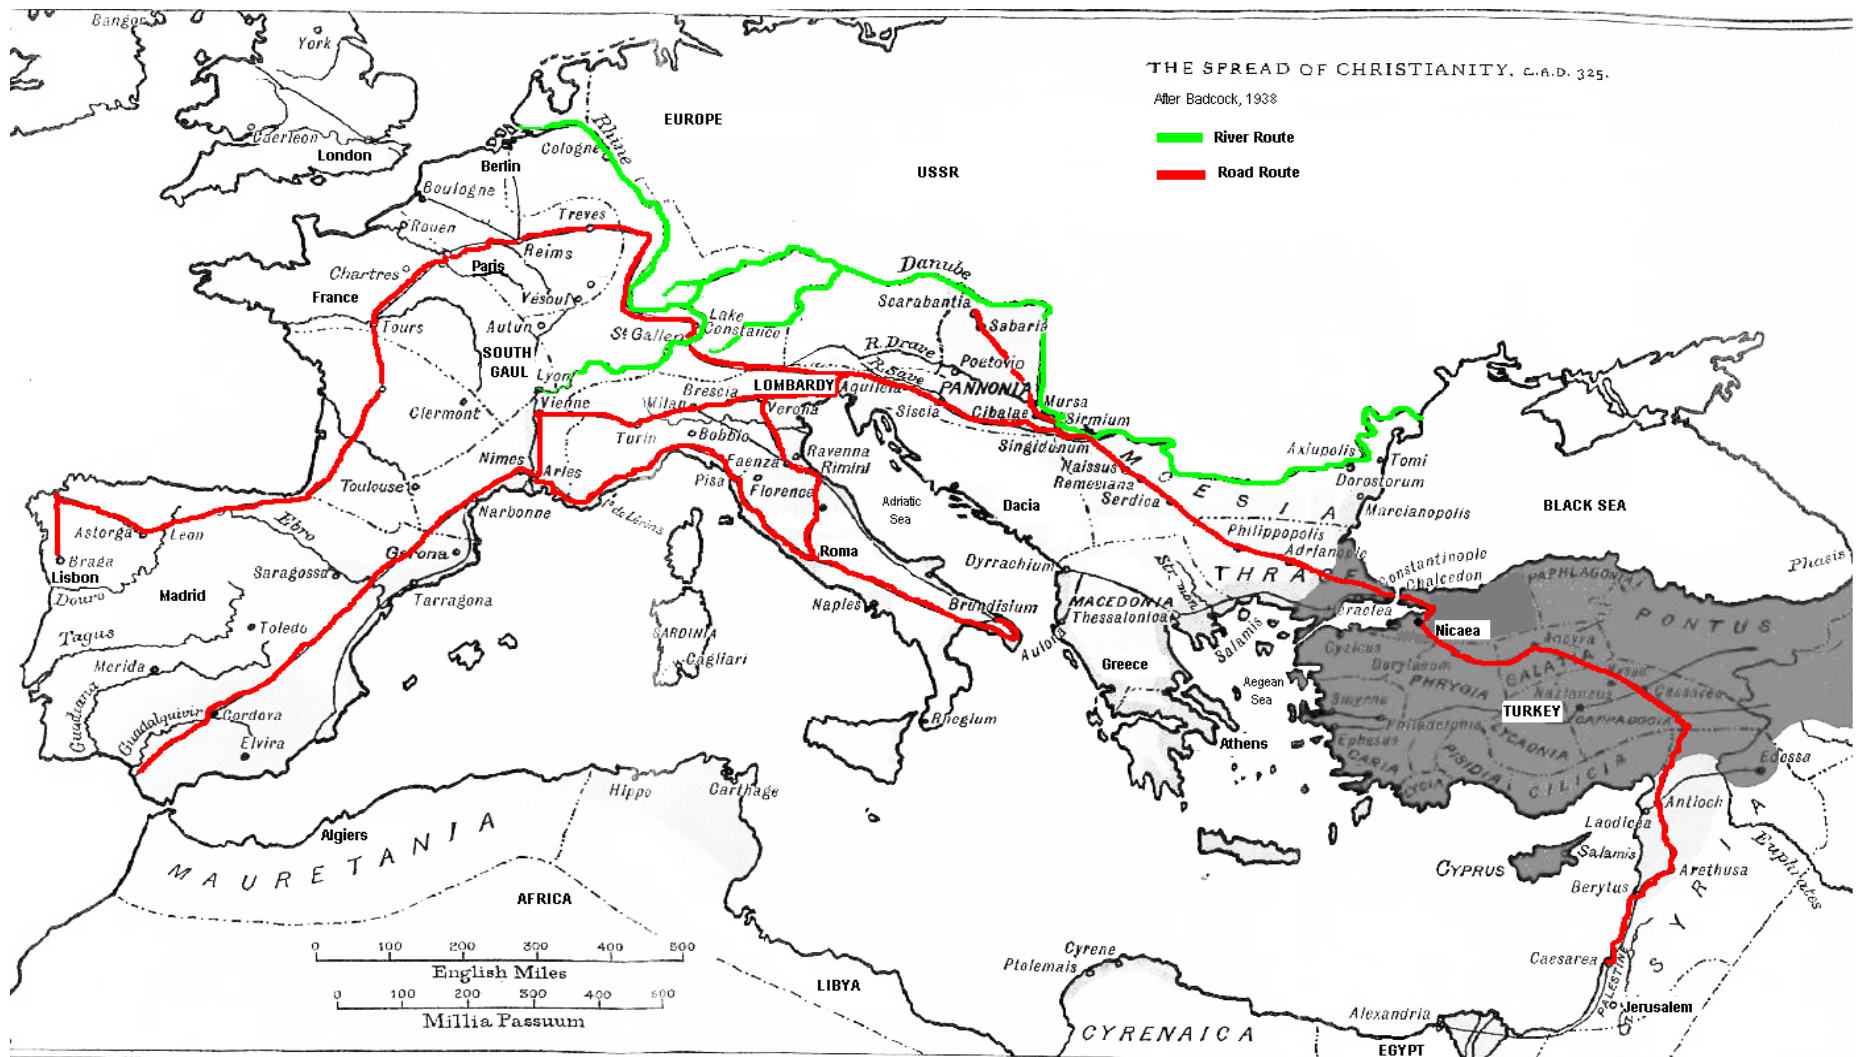 Bangor
York
THE SPREAD OF CHRISTIANITY, C.A.D. 325.
After Badcock, 1938
River Route
Road Route
EUROPE
USSR
Caerleon
London
Cologne
Rhine
Berlin
Boulogne
Rouen
Treves
Reims
Chartres
Paris
France
Vesoul
Danube
Scarabantia
Sabaria
Tours
Autun
St Gallen
Lake
Constance
SOUTH
GAUL
Lyon
R. Drave
R. Save
Poetovio
PANNONIA
LOMBARDY
Aquileia
Brescia
Milan
Vienne
Clermont
Verona
Siscia
Cibalae
Mursa
Sirmium
Turin
Bobbio
Singidunum
Ravenna
Rimini
Faenza
Nimes
Arles
Pisa
Florence
Naissus
Remesiana
Serdica
MOESIA
Axiupolis
Tomi
Dorostorum
Marcianopolis
Toulouse
Narbonne
Is de Lérins
Adriatic
Sea
Dacia
BLACK SEA
Astorga
Leon
Ebro
Braga
Lisbon
Gerona
Roma
Philippopolis
Adrianople
Dyrrachium
Strymon
THRACE
Constantinople
Chalcedon
PAPHLAGONIA
Phasis
Saragossa
Madrid
Douro
Tarragona
Naples
Brundisium
MACEDONIA
Thessalonica
Heraclea
Nicaea
PONTUS
Tagus
Toledo
SARDINIA
Cagliari
Aulona
Salamis
Cyzicus
Ancyra
Merida
Greece
Aegean
Sea
Dorylaeum
PHRYGIA
GALATIA
Nazianzus
Caesarea
Guadiana
Guadalquivir
Cordova
Elvira
Rhegium
Athens
Smyrna
Philadelphia
TURKEY
CAPPADOCIA
Ephesus
LYCAONIA
CARIA
PISIDIA
LYCIA
CILICIA
Edessa
Hippo
Carthage
Algiers
MAURETANIA
Antioch
Laodicea
CYPRUS
Salamis
Arethusa
Berytus
Euphrates
SYRIA
AFRICA
0 100 200 300 400 500
English Miles
0 100 200 300 400 500
Millia Passuum
Cyrene
Ptolemais
Caesarea
PALESTINE
LIBYA
Jerusalem
Alexandria
CYRENAICA
EGYPT